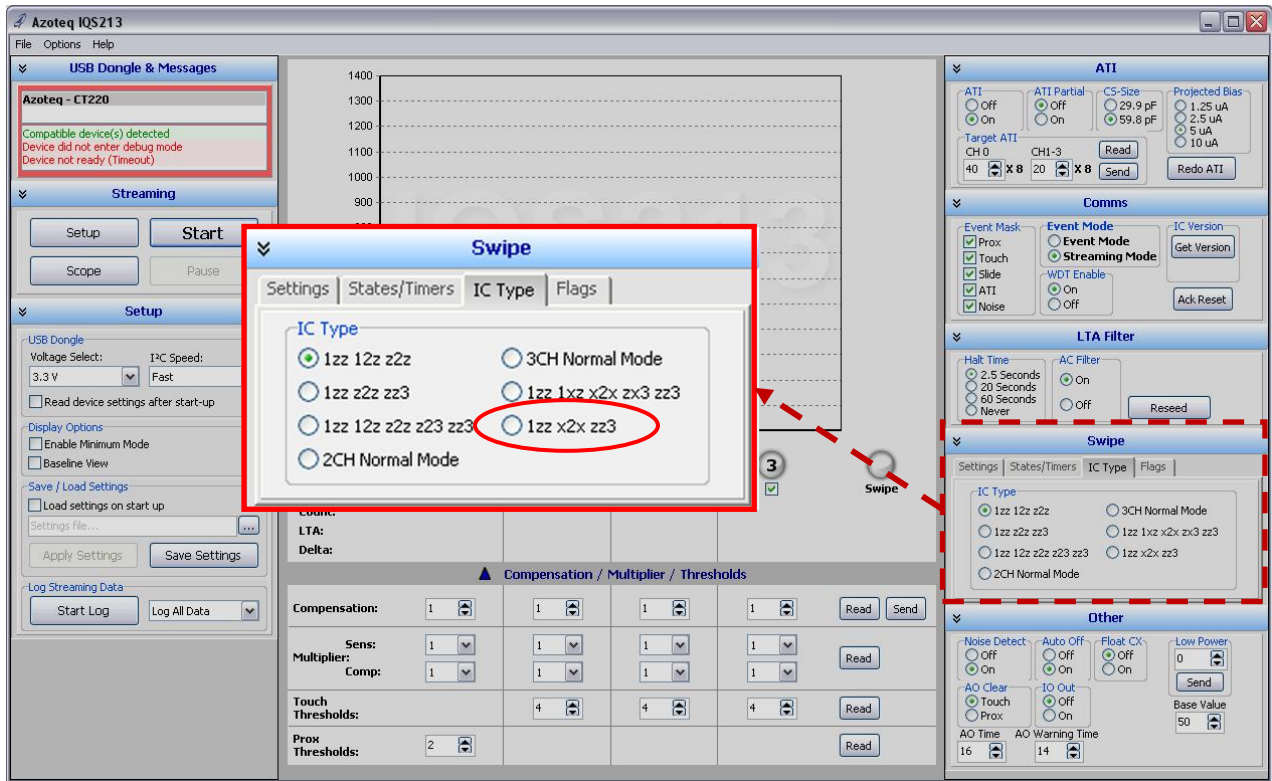 Azoteq IQS213
File Options Help
USB Dongle & Messages
Azoteq - CT220
Compatible device(s) detected
Device did not enter debug mode
Device not ready (Timeout)
Streaming
Setup
Start
Scope
Pause
Setup
USB Dongle
Voltage Select: I²C Speed:
3.3 V Fast
Read device settings after start-up
Display Options
Enable Minimum Mode
Baseline View
Save / Load Settings
Load settings on start up
Settings file... ...
Apply Settings Save Settings
Log Streaming Data
Start Log Log All Data
1400
1300
1200
1100
1000
900
Swipe
Settings States/Timers IC Type Flags
IC Type
1zz 12z z2z 3CH Normal Mode
1zz z2z zz3 1zz 1xz x2x zx3 zz3
1zz 12z z2z z23 zz3 1zz x2x zz3
2CH Normal Mode
3
Swipe
LTA:
Delta:
Compensation / Multiplier / Thresholds
Compensation: 1 1 1 1 Read Send
Sens: 1 1 1 1
Multiplier: Read
Comp: 1 1 1 1
Touch
Thresholds: 4 4 4 Read
Prox
Thresholds: 2 Read
ATI
ATI ATI Partial CS-Size Projected Bias
Off Off 29.9 pF 1.25 uA
On On 59.8 pF 2.5 uA
5 uA
10 uA
Target ATI
CH 0 CH1-3 Read
40 X 8 20 X 8 Send Redo ATI
Comms
Event Mask Event Mode IC Version
Prox Event Mode Get Version
Touch Streaming Mode
Slide WDT Enable
ATI On Ack Reset
Noise Off
LTA Filter
Halt Time AC Filter
2.5 Seconds On
20 Seconds
60 Seconds Off Reseed
Never
Swipe
Settings States/Timers IC Type Flags
IC Type
1zz 12z z2z 3CH Normal Mode
1zz z2z zz3 1zz 1xz x2x zx3 zz3
1zz 12z z2z z23 zz3 1zz x2x zz3
2CH Normal Mode
Other
Noise Detect Auto Off Float CX Low Power
Off Off Off 0
On On On Send
AO Clear IO Out
Touch Off Base Value
Prox On 50
AO Time AO Warning Time
16 14